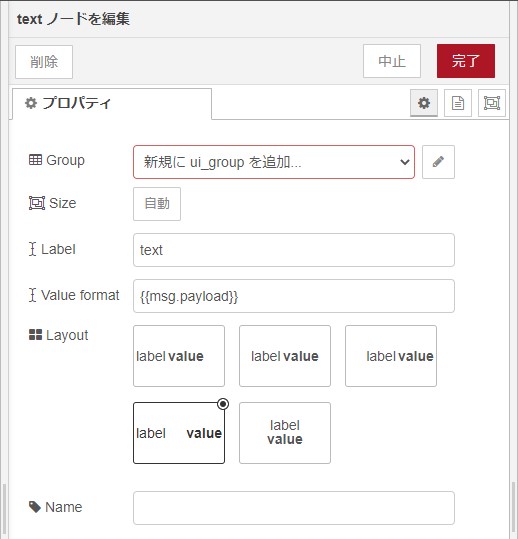 text ノードを編集
削除 中止 完了
プロパティ
Group 新規に ui_group を追加...
Size 自動
Label text
Value format {{msg.payload}}
Layout label value label value label value
label value label
value
Name